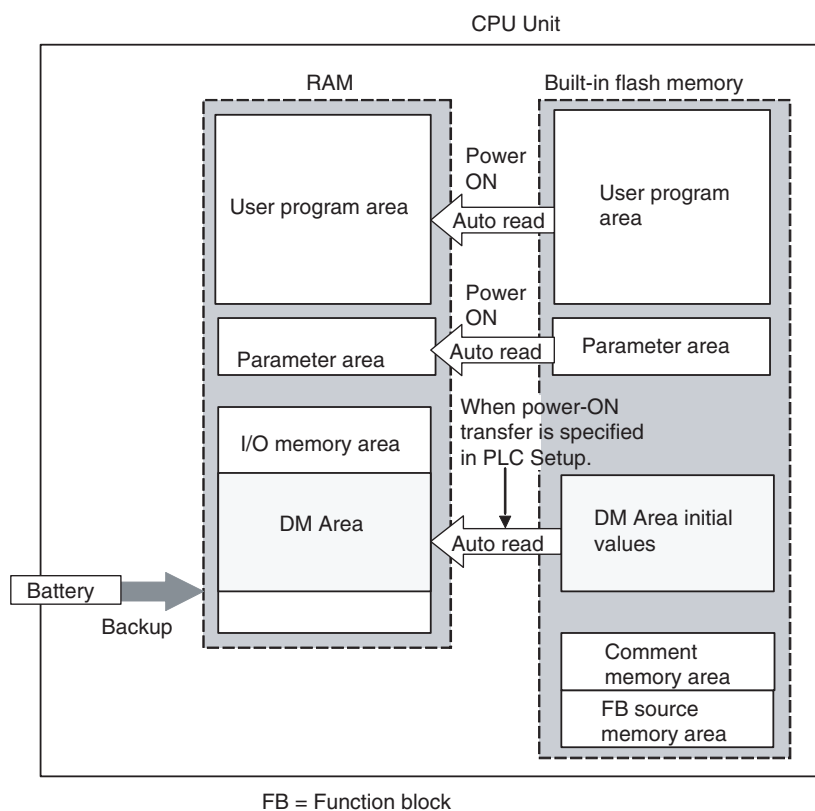 CPU Unit
RAM
Built-in flash memory
User program area
Power
ON
Auto read
User program
area
Parameter area
Power
ON
Auto read
Parameter area
I/O memory area
When power-ON
transfer is specified
in PLC Setup.
DM Area
Auto read
DM Area initial
values
Battery
Backup
Comment
memory area
FB source
memory area
FB = Function block